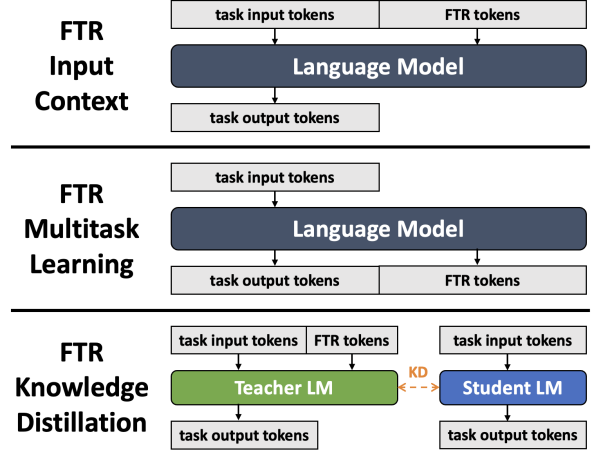 FTR
Input
Context
task input tokens FTR tokens
Language Model
task output tokens
FTR
Multitask
Learning
task input tokens
Language Model
task output tokens FTR tokens
FTR
Knowledge
Distillation
task input tokens FTR tokens task input tokens
Teacher LM KD Student LM
task output tokens task output tokens